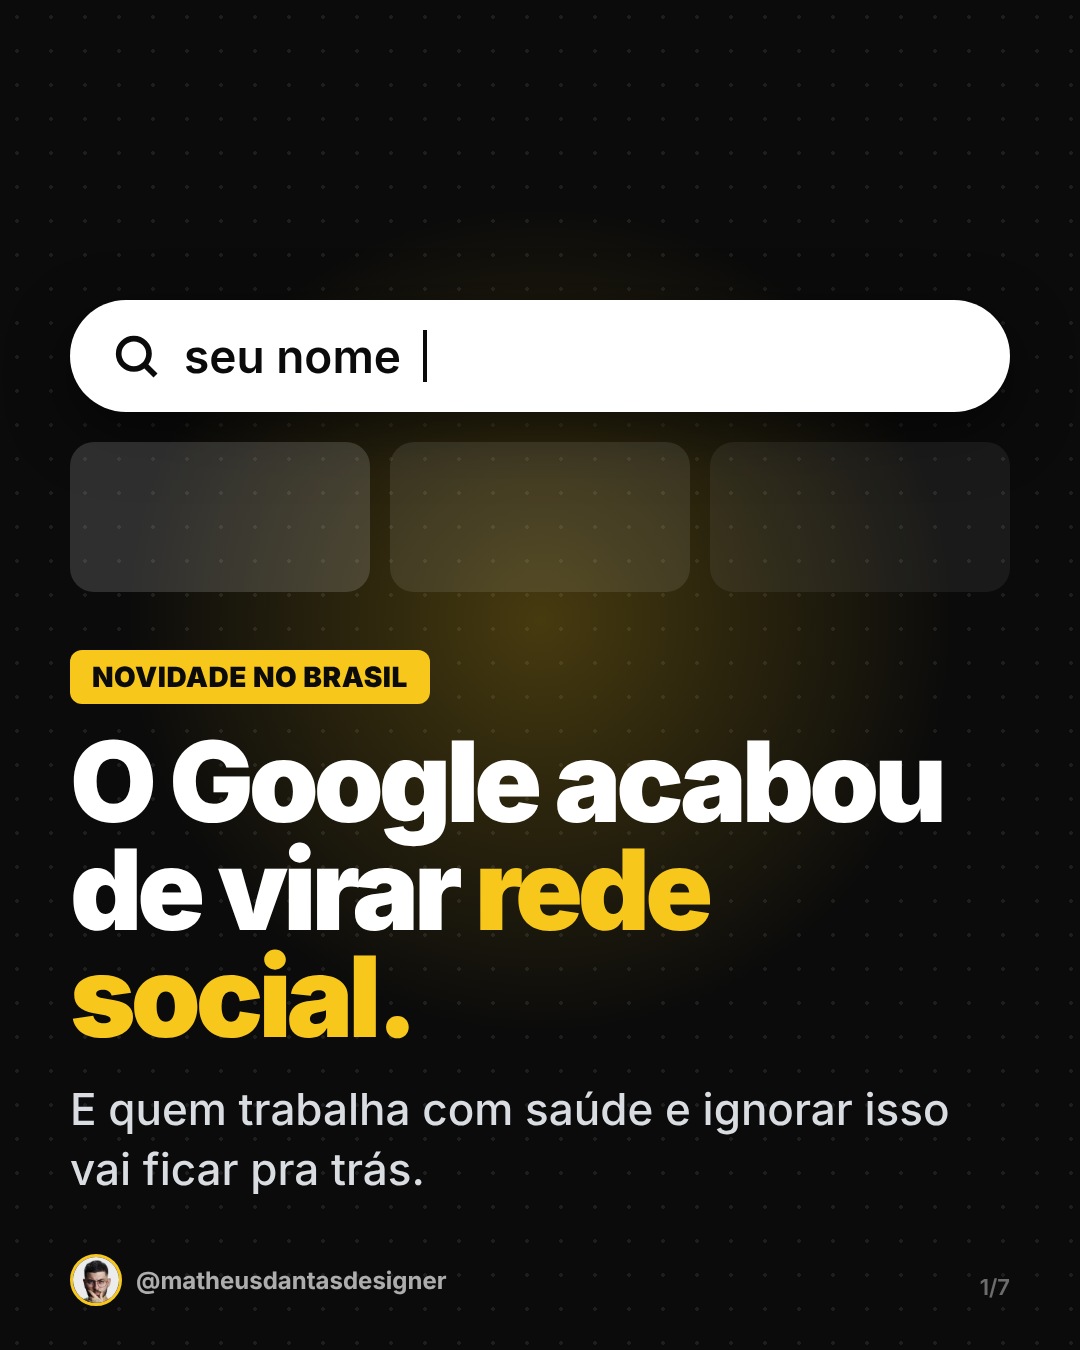 seu nome
NOVIDADE NO BRASIL
O Google acabou
de virar rede
social.
E quem trabalha com saúde e ignorar isso
vai ficar pra trás.
@matheusdantasdesigner
1/7